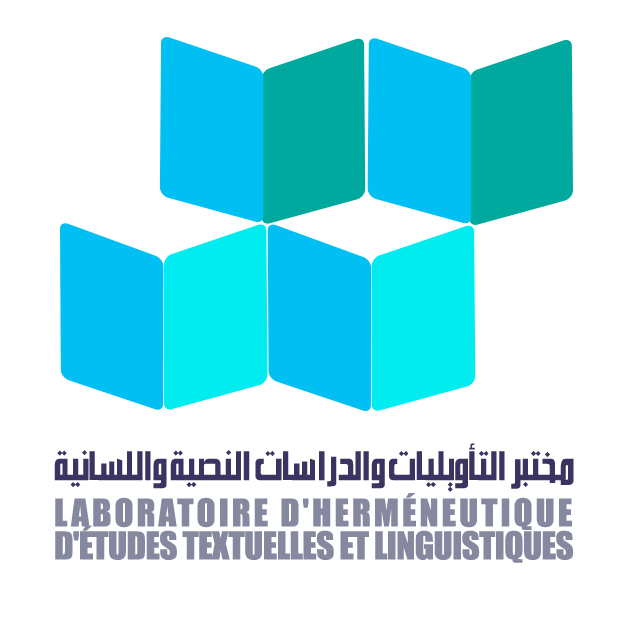 مختبر التأويليات والدراسات النصية واللسانية
LABORATOIRE D'HERMÉNEUTIQUE
D'ÉTUDES TEXTUELLES ET LINGUISTIQUES